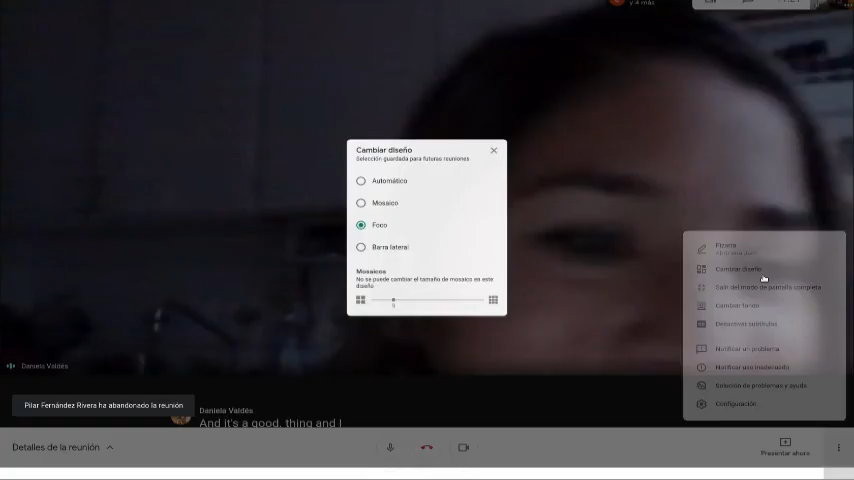 y 4 más
Cambiar diseño
Selección guardada para futuras reuniones
Automático
Mosaico
Foco
Barra lateral
Mosaicos
No se puede cambiar el tamaño de mosaico en este
diseño
9
Pizarra
Cambiar diseño
Salir del modo de pantalla completa
Cambiar fondo
Desactivar subtítulos
Notificar un problema
Notificar uso inadecuado
Solución de problemas y ayuda
Configuración
Daniela Valdés
Pilar Fernández Rivera ha abandonado la reunión
Daniela Valdés
And it's a good, thing and I
Detalles de la reunión
Presentar ahora